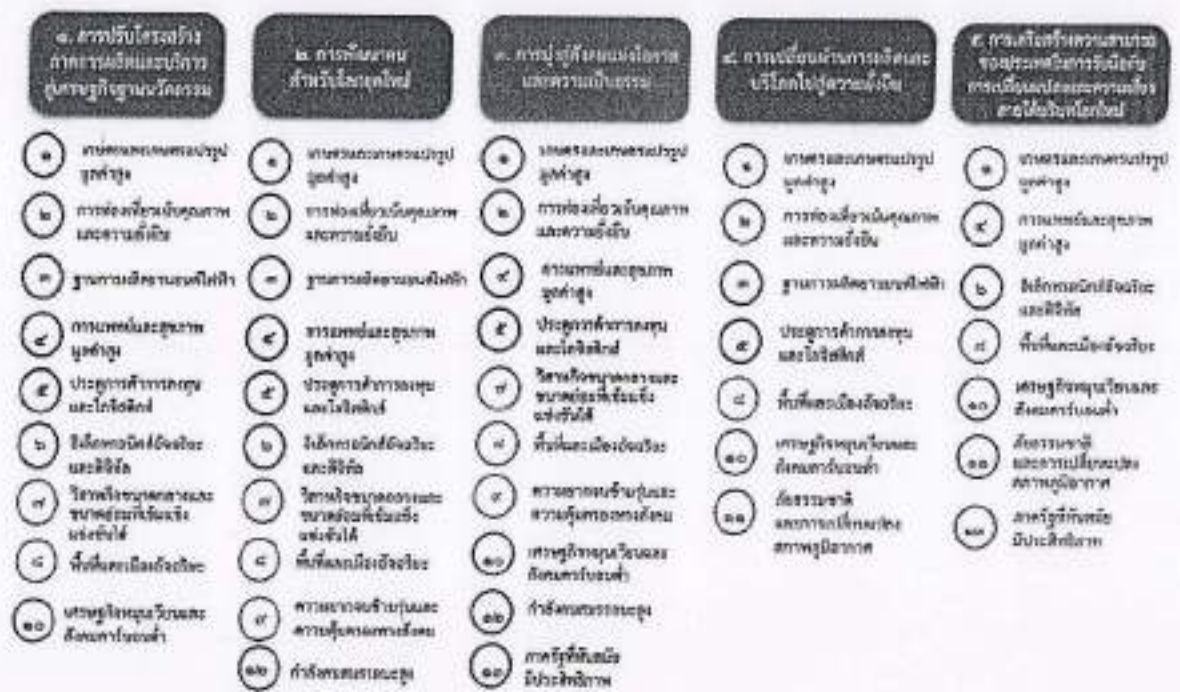 ๑. การปรับโครงสร้าง
ภาคการผลิตและบริการ
สู่เศรษฐกิจฐานนวัตกรรม
๑ เกษตรและเกษตรแปรรูป
มูลค่าสูง
๒ การท่องเที่ยวเน้นคุณภาพ
และความยั่งยืน
๓ ฐานการผลิตยานยนต์ไฟฟ้า
๔ การแพทย์และสุขภาพ
มูลค่าสูง
๕ ประตูการค้าการลงทุน
และโลจิสติกส์
๖ อิเล็กทรอนิกส์อัจฉริยะ
และดิจิทัล
๗ วิสาหกิจขนาดกลางและ
ขนาดย่อมที่เข้มแข็ง
แข่งขันได้
๘ พื้นที่และเมืองอัจฉริยะ
๑๐ เศรษฐกิจหมุนเวียนและ
สังคมคาร์บอนต่ำ
๒. การพัฒนาคน
สำหรับโลกยุคใหม่
๑ เกษตรและเกษตรแปรรูป
มูลค่าสูง
๒ การท่องเที่ยวเน้นคุณภาพ
และความยั่งยืน
๓ ฐานการผลิตยานยนต์ไฟฟ้า
๔ การแพทย์และสุขภาพ
มูลค่าสูง
๕ ประตูการค้าการลงทุน
และโลจิสติกส์
๖ อิเล็กทรอนิกส์อัจฉริยะ
และดิจิทัล
๗ วิสาหกิจขนาดกลางและ
ขนาดย่อมที่เข้มแข็ง
แข่งขันได้
๘ พื้นที่และเมืองอัจฉริยะ
๙ ความยากจนข้ามรุ่นและ
ความคุ้มครองทางสังคม
๑๒ กำลังคนสมรรถนะสูง
๓. การมุ่งสู่สังคมแห่งโอกาส
และความเป็นธรรม
๑ เกษตรและเกษตรแปรรูป
มูลค่าสูง
๒ การท่องเที่ยวเน้นคุณภาพ
และความยั่งยืน
๔ การแพทย์และสุขภาพ
มูลค่าสูง
๕ ประตูการค้าการลงทุน
และโลจิสติกส์
๗ วิสาหกิจขนาดกลางและ
ขนาดย่อมที่เข้มแข็ง
แข่งขันได้
๘ พื้นที่และเมืองอัจฉริยะ
๙ ความยากจนข้ามรุ่นและ
ความคุ้มครองทางสังคม
๑๐ เศรษฐกิจหมุนเวียนและ
สังคมคาร์บอนต่ำ
๑๒ กำลังคนสมรรถนะสูง
๑๓ ภาครัฐที่ทันสมัย
มีประสิทธิภาพ
๔. การเปลี่ยนผ่านการผลิตและ
บริโภคไปสู่ความยั่งยืน
๑ เกษตรและเกษตรแปรรูป
มูลค่าสูง
๒ การท่องเที่ยวเน้นคุณภาพ
และความยั่งยืน
๓ ฐานการผลิตยานยนต์ไฟฟ้า
๕ ประตูการค้าการลงทุน
และโลจิสติกส์
๘ พื้นที่และเมืองอัจฉริยะ
๑๐ เศรษฐกิจหมุนเวียนและ
สังคมคาร์บอนต่ำ
๑๑ ภัยธรรมชาติ
และการเปลี่ยนแปลง
สภาพภูมิอากาศ
๕. การเสริมสร้างความสามารถ
ของประเทศในการรับมือกับ
การเปลี่ยนแปลงและความเสี่ยง
ภายใต้บริบทโลกใหม่
๑ เกษตรและเกษตรแปรรูป
มูลค่าสูง
๔ การแพทย์และสุขภาพ
มูลค่าสูง
๖ อิเล็กทรอนิกส์อัจฉริยะ
และดิจิทัล
๘ พื้นที่และเมืองอัจฉริยะ
๑๐ เศรษฐกิจหมุนเวียนและ
สังคมคาร์บอนต่ำ
๑๑ ภัยธรรมชาติ
และการเปลี่ยนแปลง
สภาพภูมิอากาศ
๑๓ ภาครัฐที่ทันสมัย
มีประสิทธิภาพ